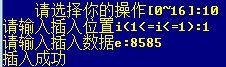 请选择你的操作[0~16]:10
请输入插入位置i(1<=i<=1):1
请输入插入数据e:8585
插入成功